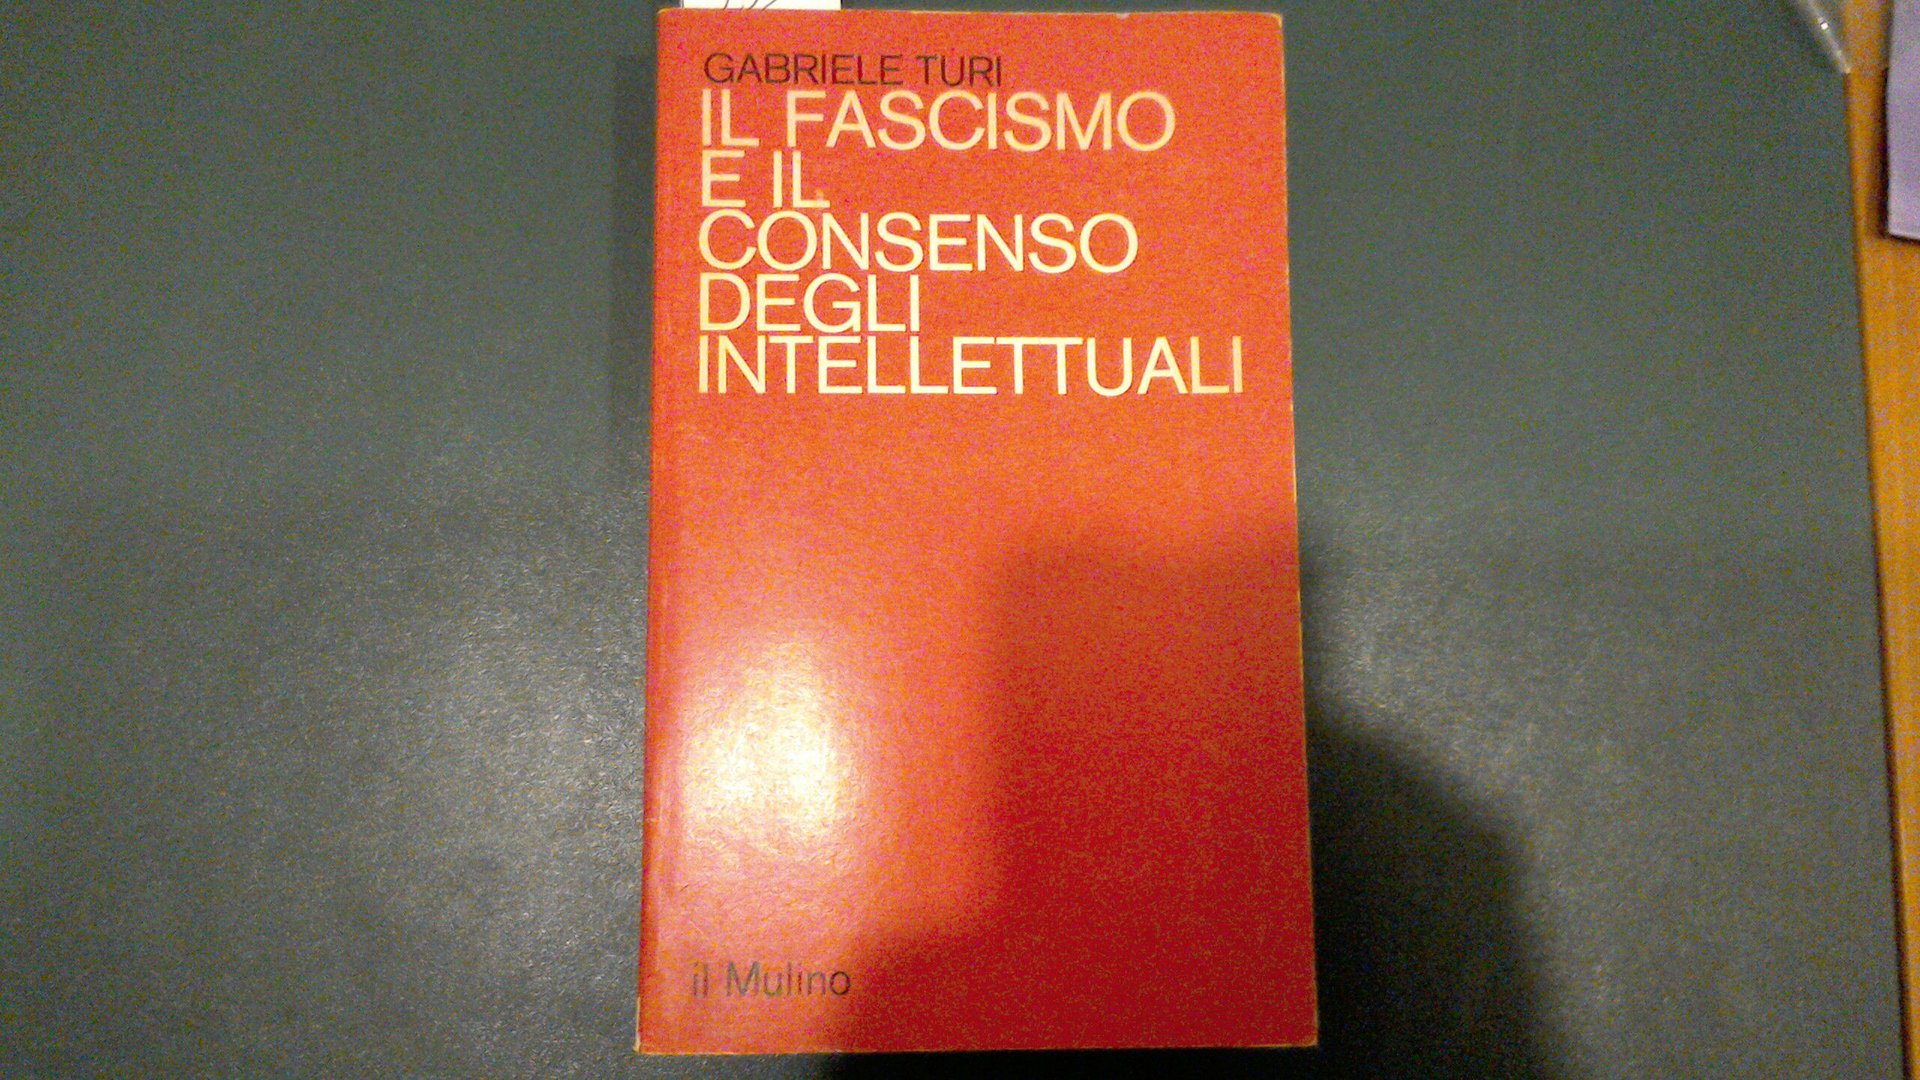 GABRIELE TURI
IL FASCISMO
E IL
CONSENSO
DEGLI
INTELLETTUALI
il Mulino